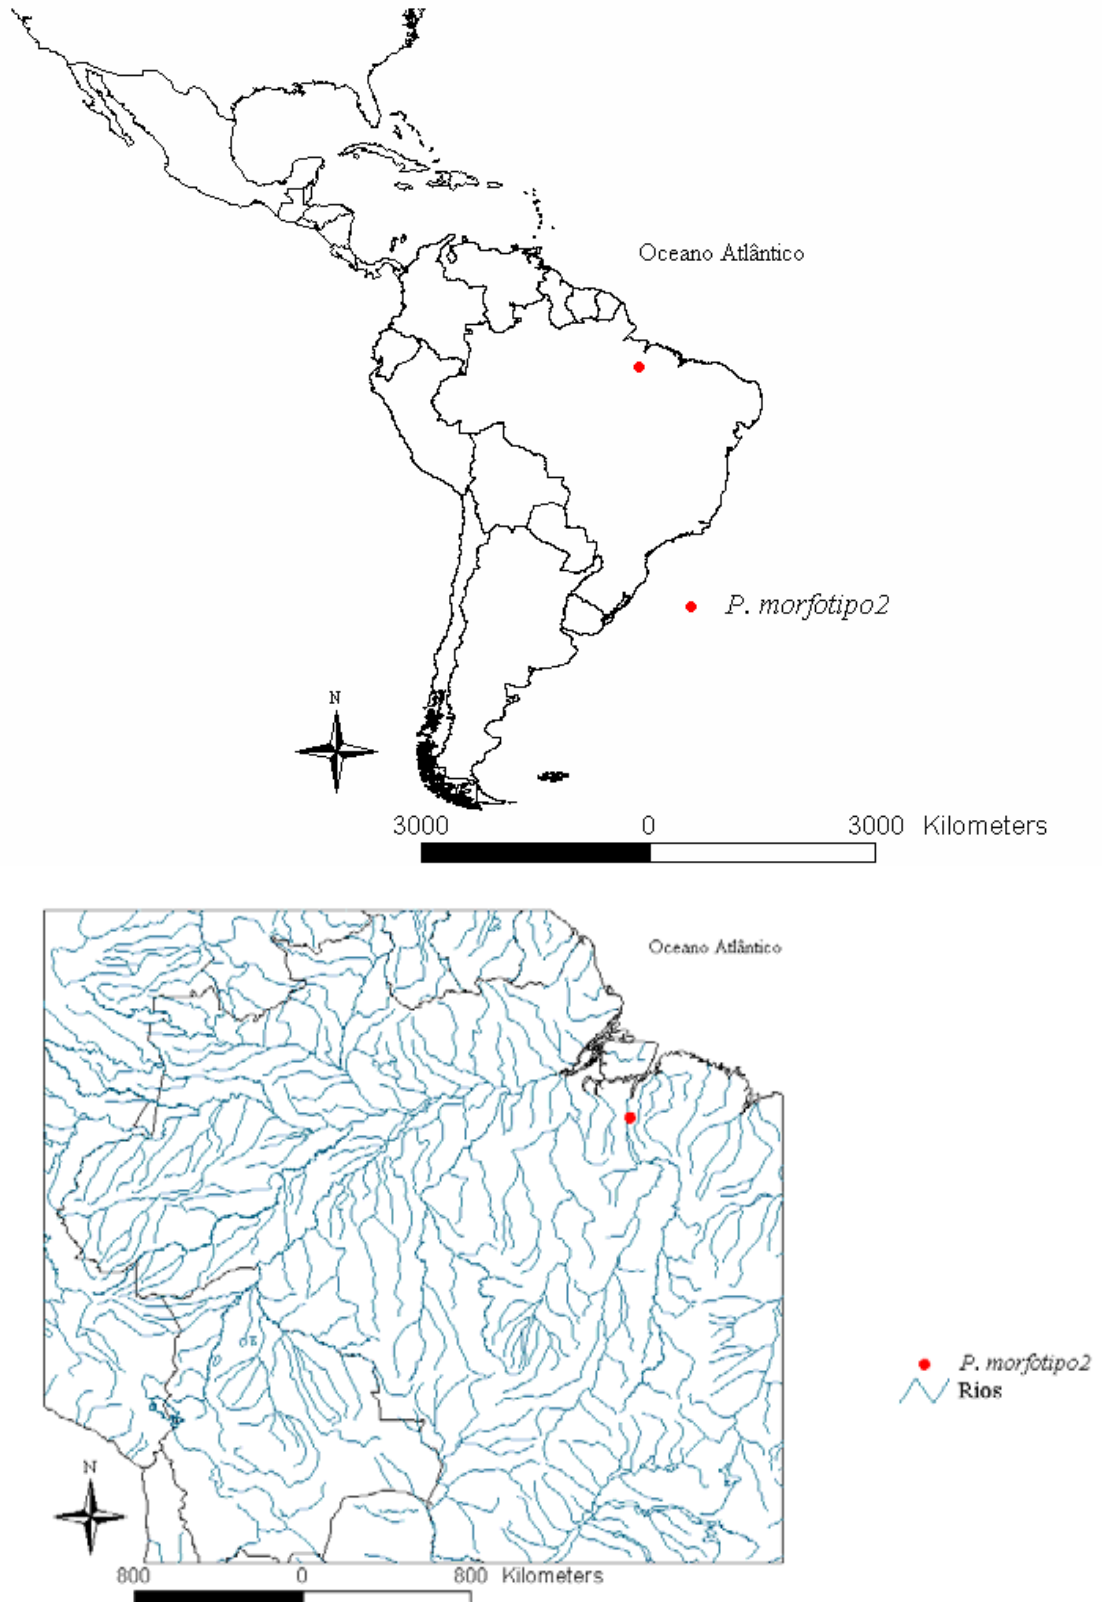 Oceano Atlântico
P. morfotipo2
N
3000 0 3000 Kilometers
Oceano Atlântico
P. morfotipo2
Rios
N
800 0 800 Kilometers